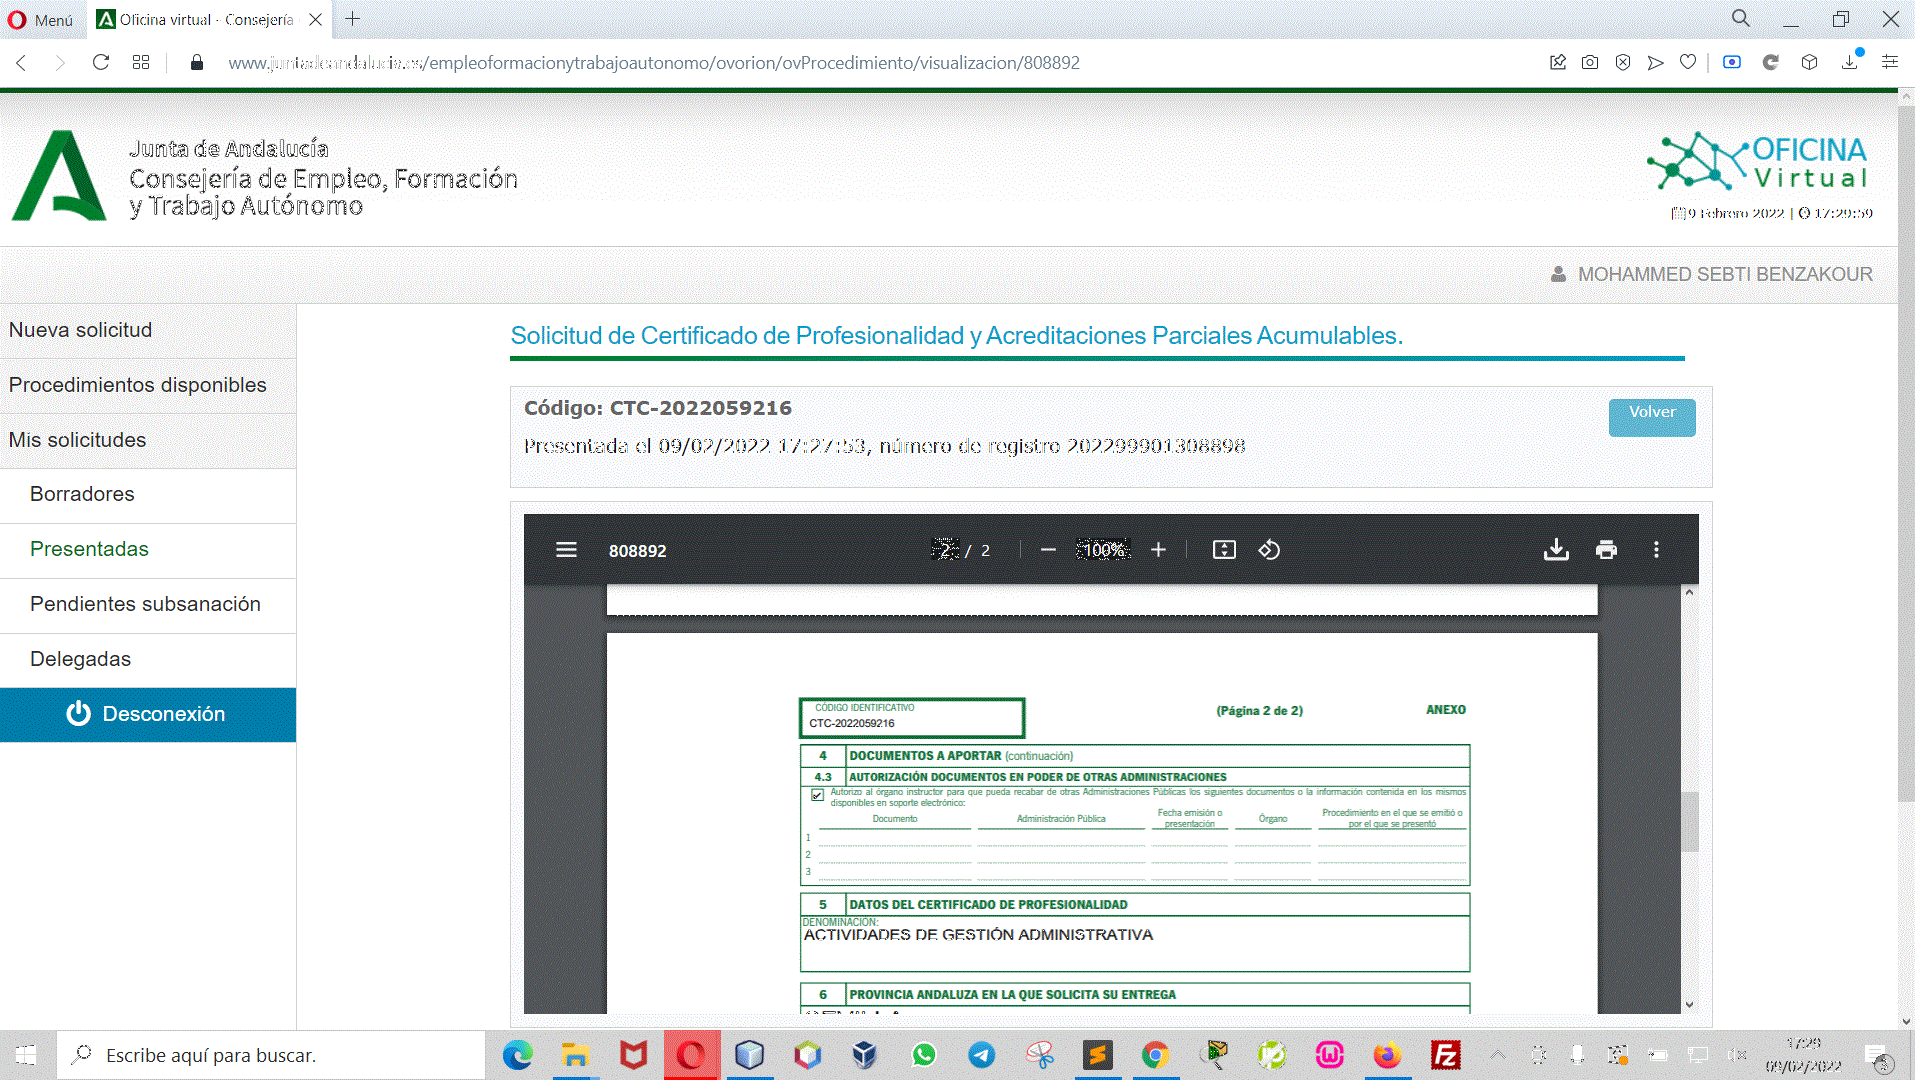 Menú
Oficina virtual - Consejería
www.juntadeandalucia.es/empleoformacionytrabajoautonomo/ovorion/ovProcedimiento/visualizacion/808892
Junta de Andalucía
Consejería de Empleo, Formación
y Trabajo Autónomo
OFICINA
Virtual
9 Febrero 2022 | 17:29:59
MOHAMMED SEBTI BENZAKOUR
Nueva solicitud
Procedimientos disponibles
Mis solicitudes
Borradores
Presentadas
Pendientes subsanación
Delegadas
Desconexión
Solicitud de Certificado de Profesionalidad y Acreditaciones Parciales Acumulables.
Código: CTC-2022059216
Volver
Presentada el 09/02/2022 17:27:53, número de registro 202299901308898
808892
2 / 2
100%
CÓDIGO IDENTIFICATIVO
CTC-2022059216
(Página 2 de 2)
ANEXO
4 DOCUMENTOS A APORTAR (continuación)
4.3 AUTORIZACIÓN DOCUMENTOS EN PODER DE OTRAS ADMINISTRACIONES
Autorizo al órgano instructor para que pueda recabar de otras Administraciones Públicas los siguientes documentos o la información contenida en los mismos
disponibles en soporte electrónico:
Documento
Administración Pública
Fecha emisión o
presentación
Órgano
Procedimiento en el que se emitió o
por el que se presentó
1
2
3
5 DATOS DEL CERTIFICADO DE PROFESIONALIDAD
DENOMINACIÓN:
ACTIVIDADES DE GESTIÓN ADMINISTRATIVA
6 PROVINCIA ANDALUZA EN LA QUE SOLICITA SU ENTREGA
Escribe aquí para buscar.
17:29
09/02/2022
5